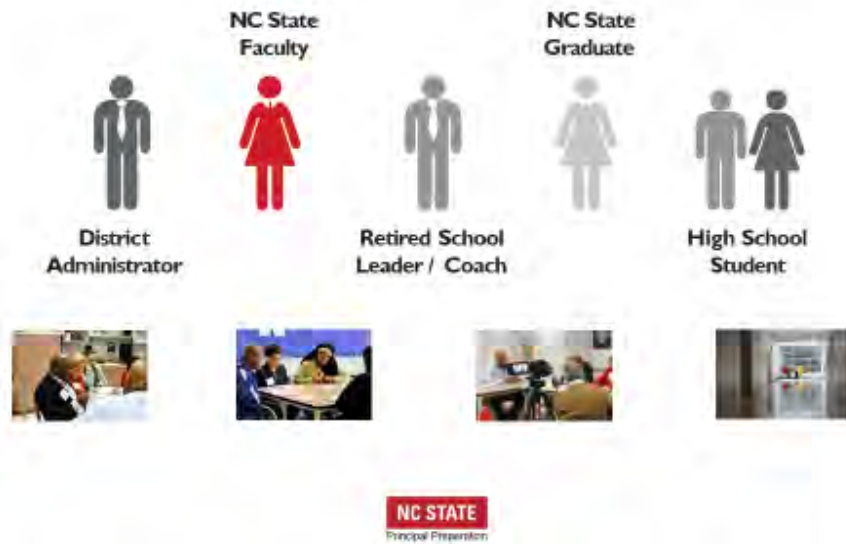 NC State
Faculty
NC State
Graduate
District
Administrator
Retired School
Leader / Coach
High School
Student
NC STATE
Principal Preparation